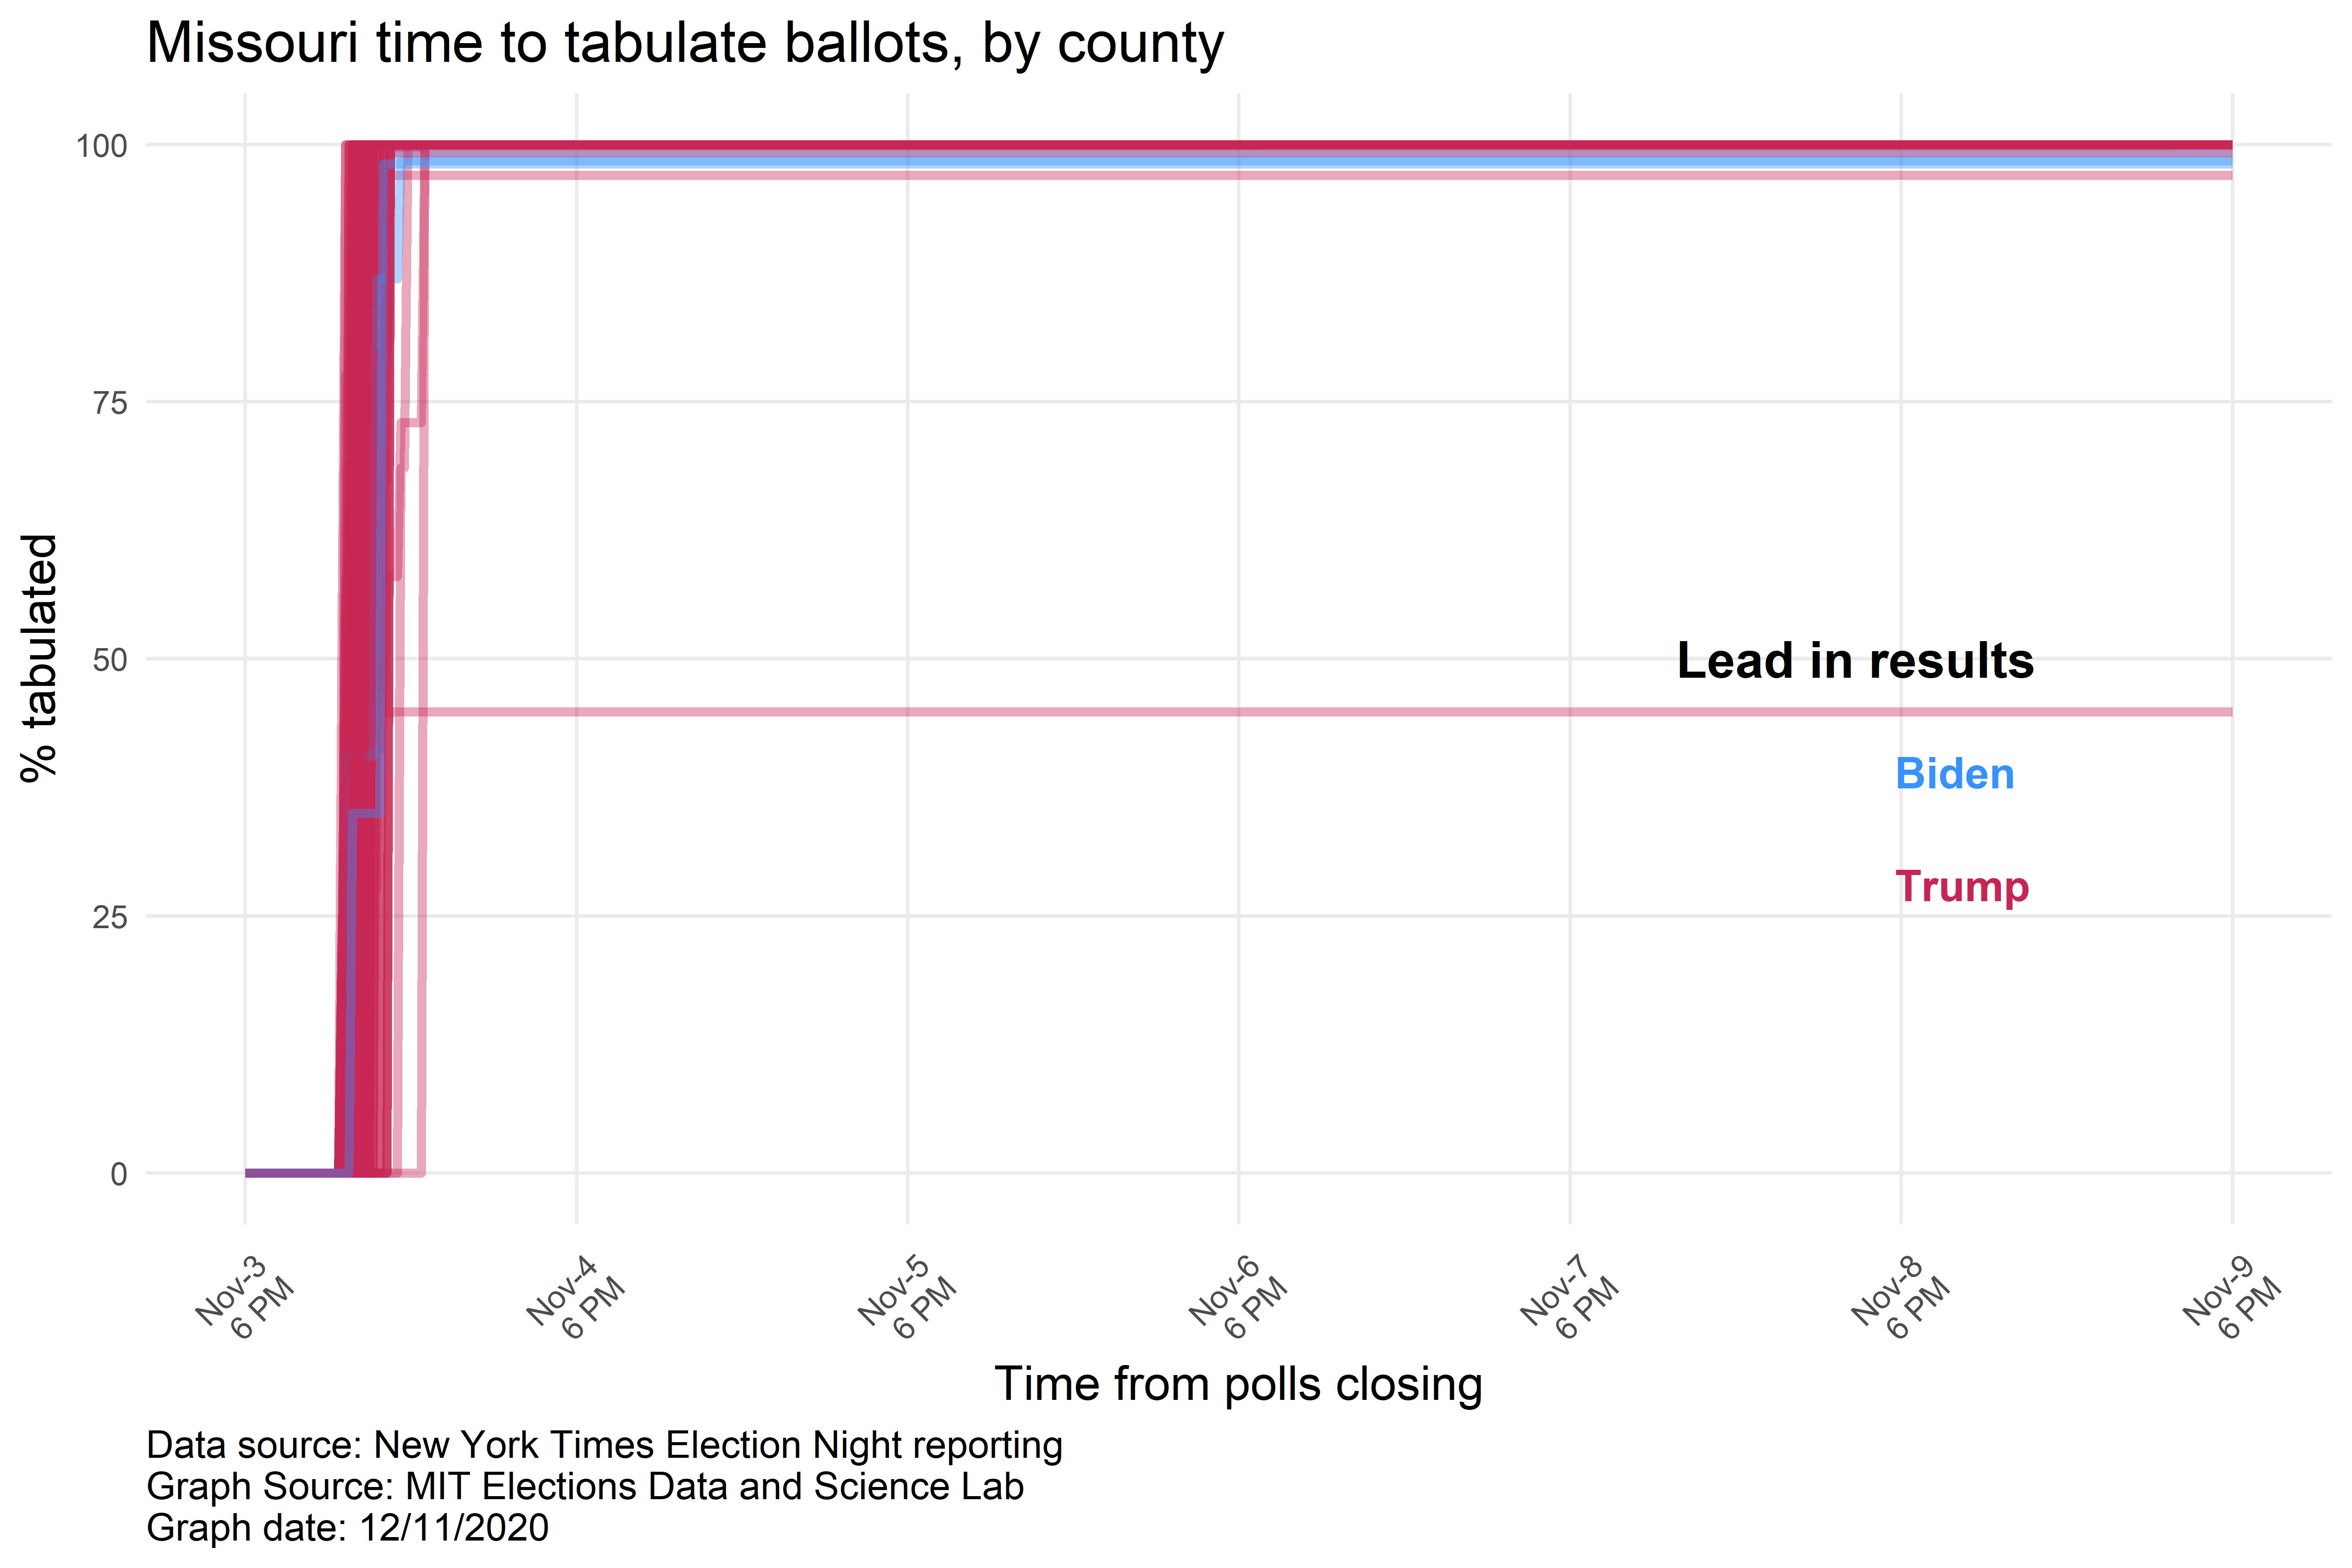 Missouri time to tabulate ballots, by county
100
75
50
25
0
% tabulated
Lead in results
Biden
Trump
Nov-3
6 PM
Nov-4
6 PM
Nov-5
6 PM
Nov-6
6 PM
Nov-7
6 PM
Nov-8
6 PM
Nov-9
6 PM
Time from polls closing
Data source: New York Times Election Night reporting
Graph Source: MIT Elections Data and Science Lab
Graph date: 12/11/2020